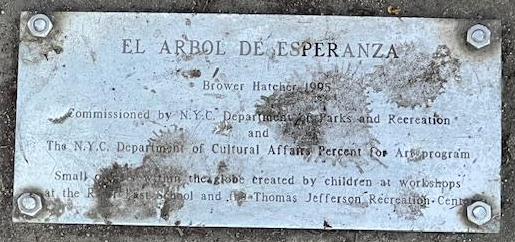 EL ARBOL DE ESPERANZA
Brower Hatcher 1995
Commissioned by N.Y.C. Department of Parks and Recreation
and
The N.Y.C. Department of Cultural Affairs Percent for Art program
Small within the globe created by children at workshops
at the School and the Thomas Jefferson Recreation Center